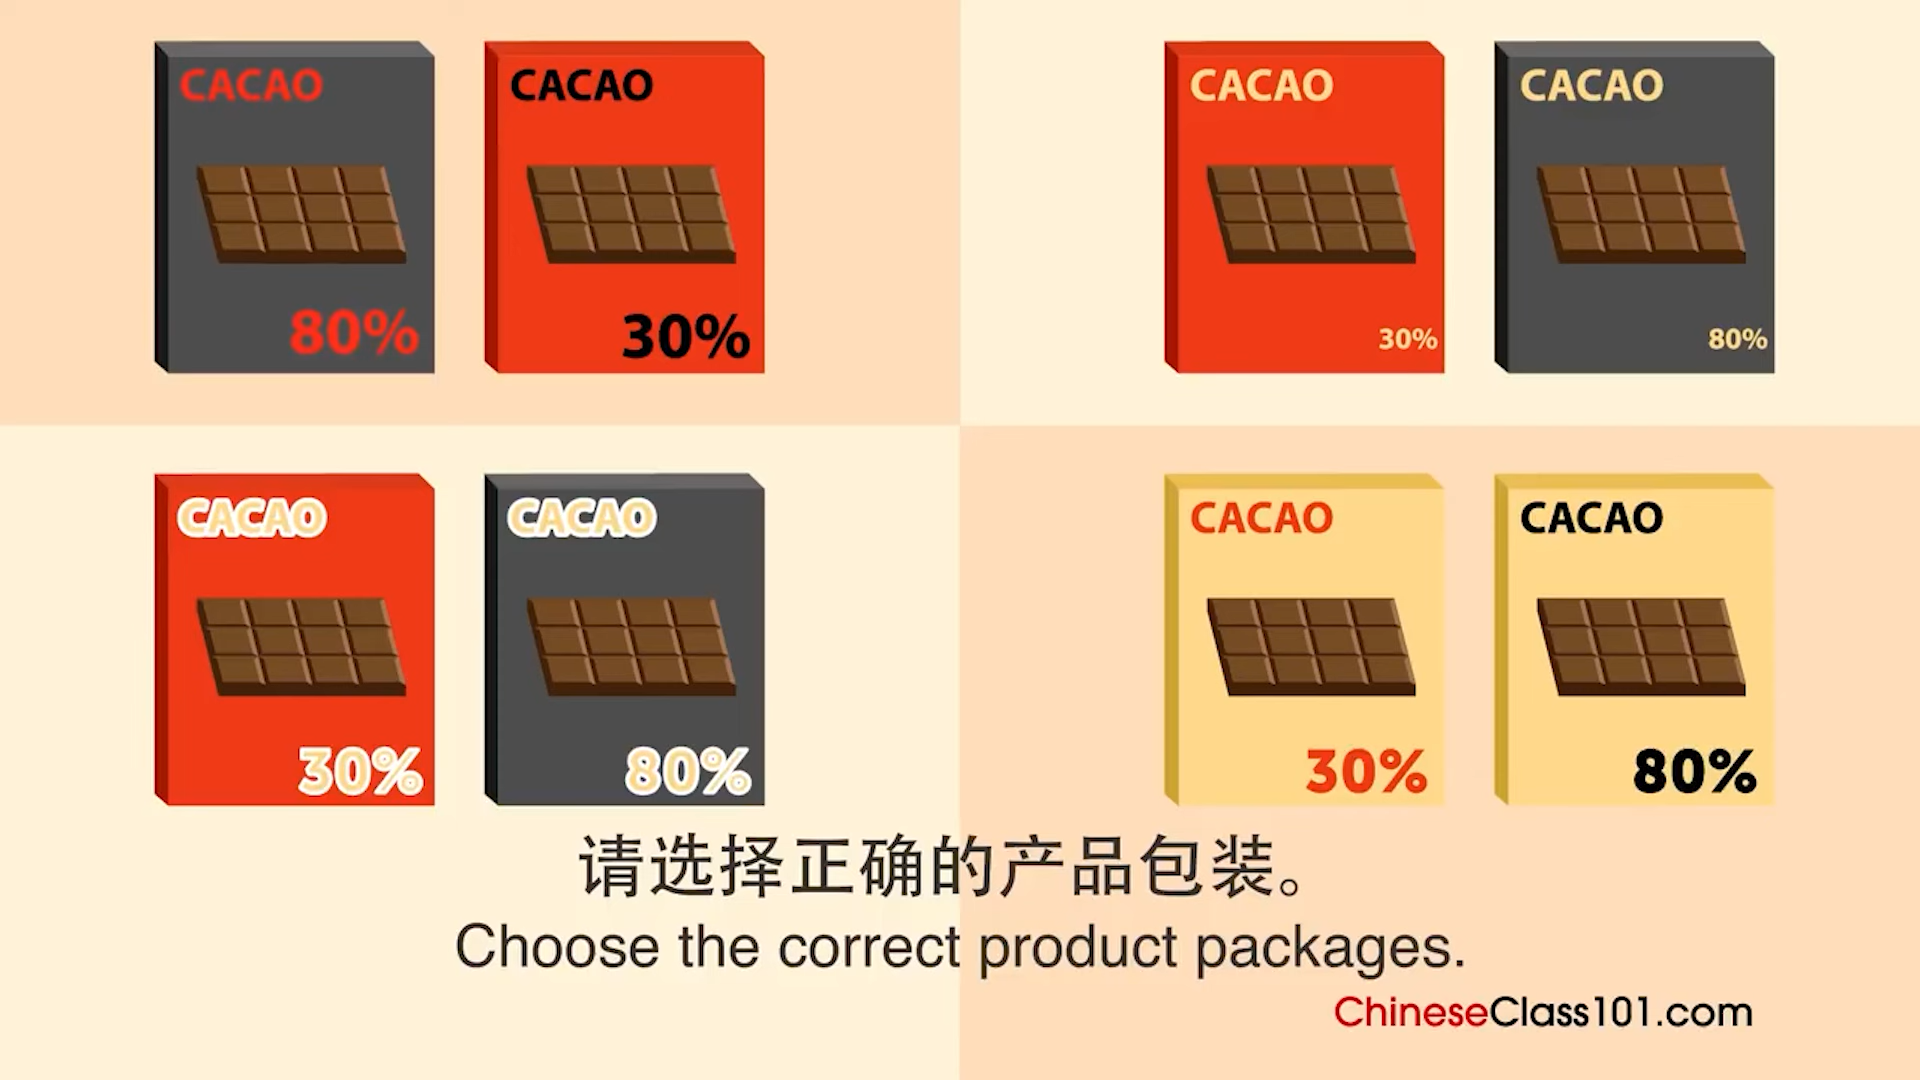 CACAO
80%
CACAO
30%
CACAO
30%
CACAO
80%
CACAO
30%
CACAO
80%
CACAO
30%
CACAO
80%
请选择正确的产品包装。
Choose the correct product packages.
ChineseClass101.com